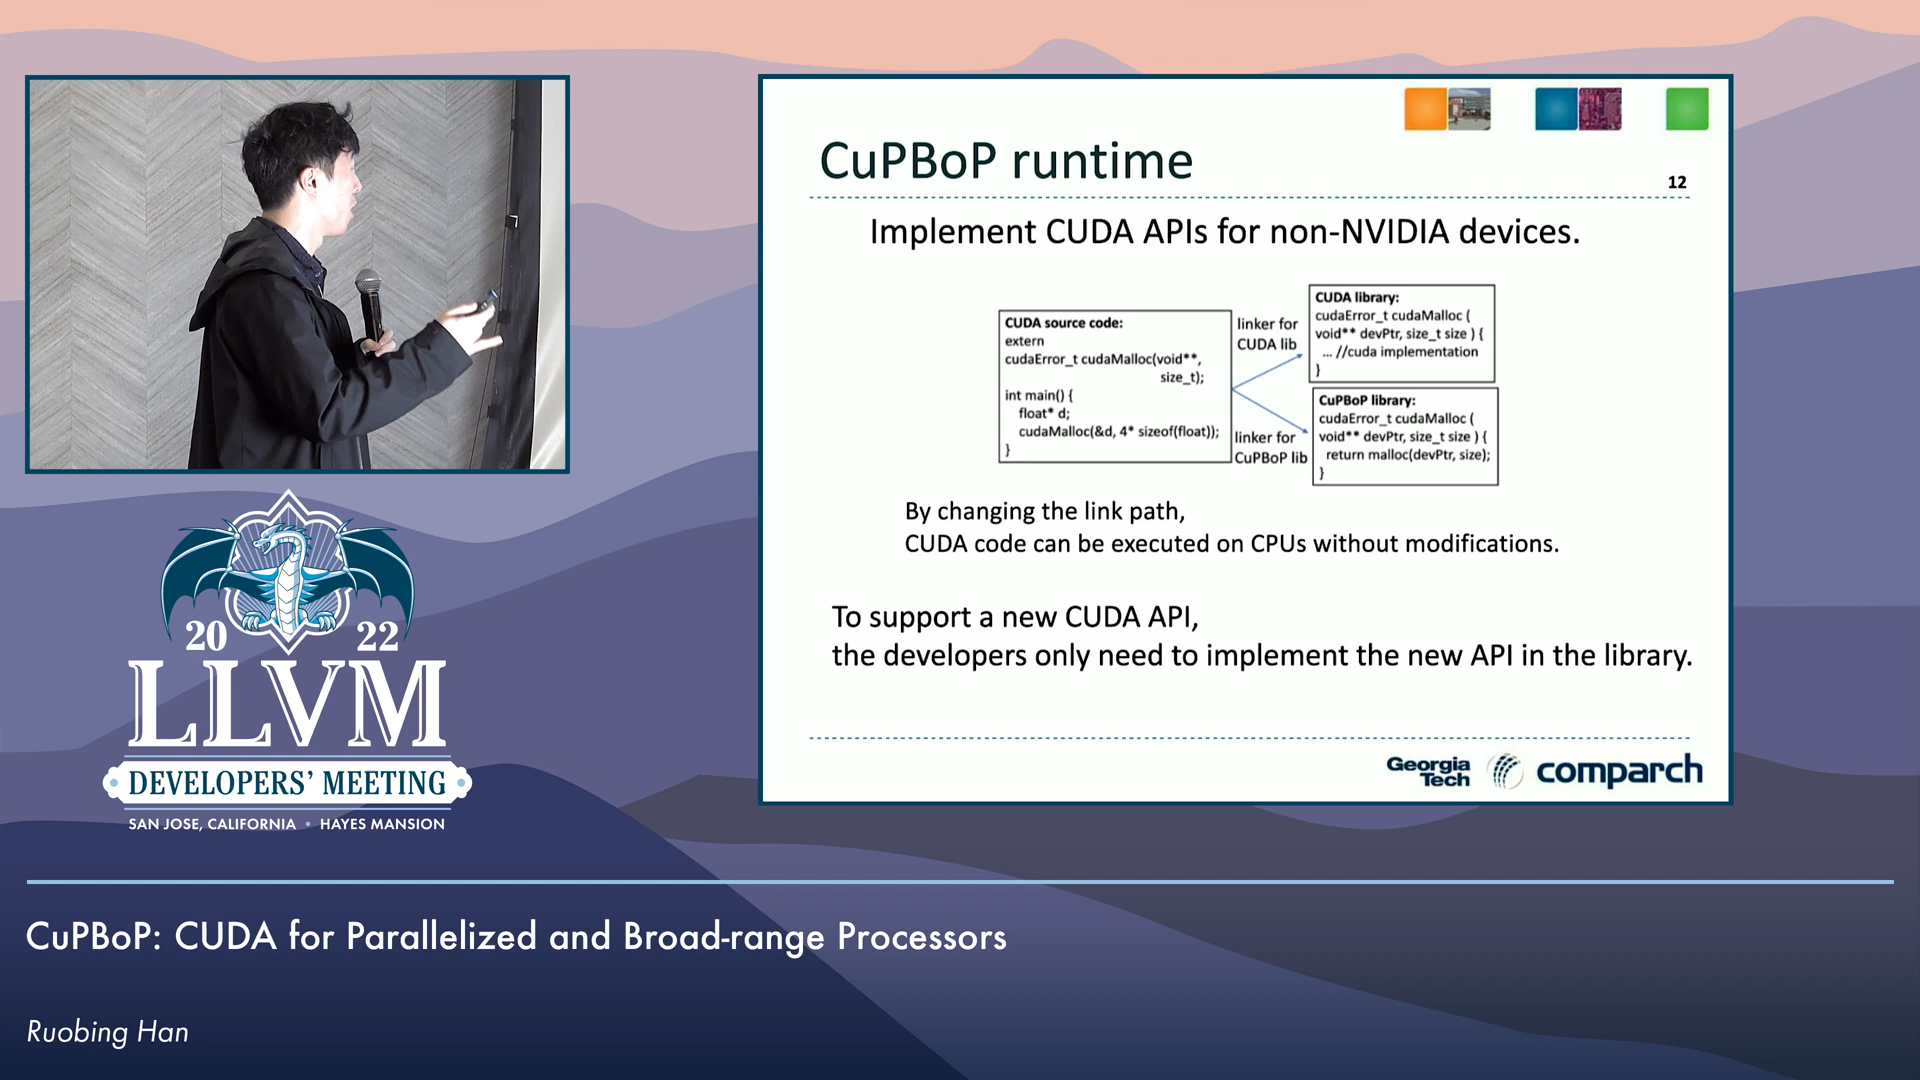 CuPBoP runtime
12
Implement CUDA APIs for non-NVIDIA devices.
CUDA source code:
extern
cudaError_t cudaMalloc(void**,
size_t);
int main() {
float* d;
cudaMalloc(&d, 4* sizeof(float));
}
linker for
CUDA lib
linker for
CuPBoP lib
CUDA library:
cudaError_t cudaMalloc (
void** devPtr, size_t size ) {
... //cuda implementation
}
CuPBoP library:
cudaError_t cudaMalloc (
void** devPtr, size_t size ) {
return malloc(devPtr, size);
}
By changing the link path,
CUDA code can be executed on CPUs without modifications.
To support a new CUDA API,
the developers only need to implement the new API in the library.
Georgia
Tech
comparch
20 22
LLVM
DEVELOPERS' MEETING
SAN JOSE, CALIFORNIA • HAYES MANSION
CuPBoP: CUDA for Parallelized and Broad-range Processors
Ruobing Han